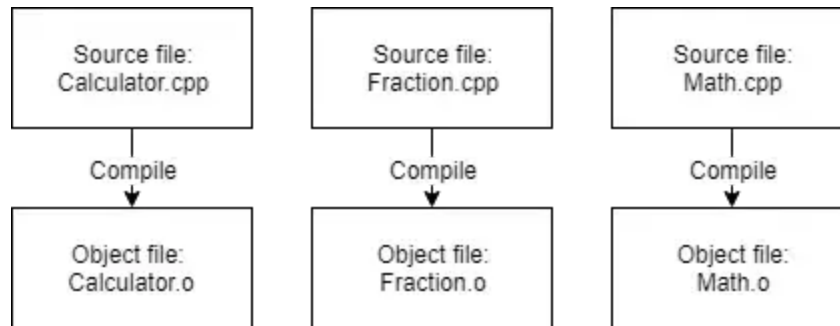 Source file:
Calculator.cpp
Source file:
Fraction.cpp
Source file:
Math.cpp
Compile
Compile
Compile
Object file:
Calculator.o
Object file:
Fraction.o
Object file:
Math.o